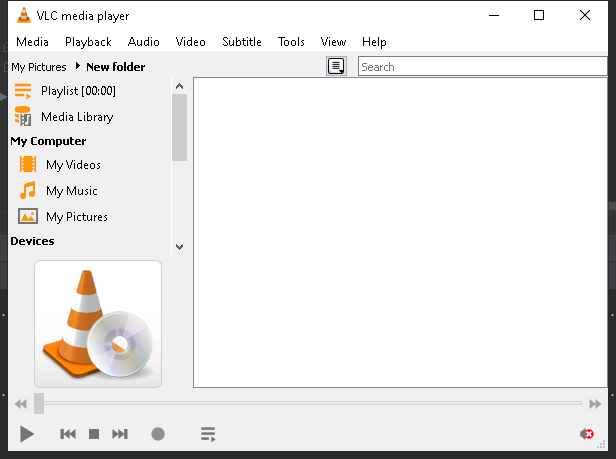 VLC media player
Media Playback Audio Video Subtitle Tools View Help
My Pictures New folder
Search
Playlist [00:00]
Media Library
My Computer
My Videos
My Music
My Pictures
Devices